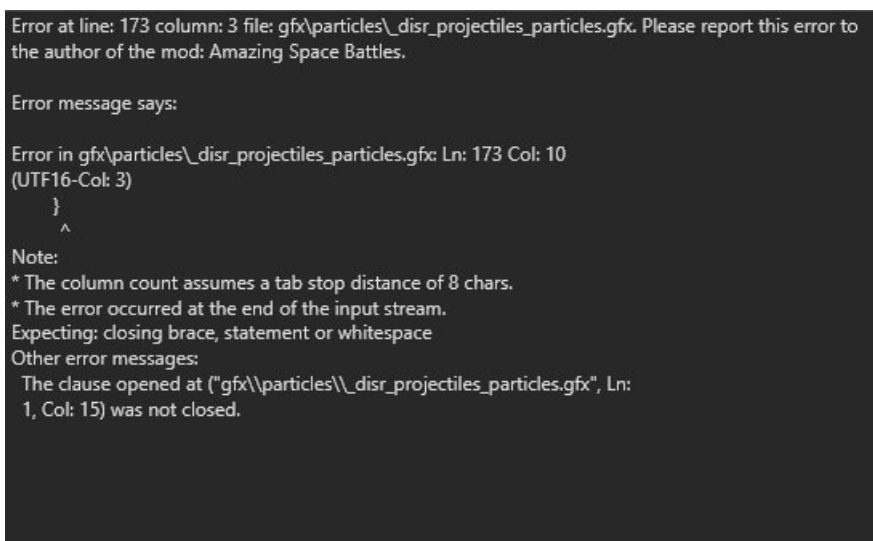 Error at line: 173 column: 3 file: gfx\particles\_disr_projectiles_particles.gfx. Please report this error to
the author of the mod: Amazing Space Battles.
Error message says:
Error in gfx\particles\_disr_projectiles_particles.gfx: Ln: 173 Col: 10
(UTF16-Col: 3)
}
^
Note:
* The column count assumes a tab stop distance of 8 chars.
* The error occurred at the end of the input stream.
Expecting: closing brace, statement or whitespace
Other error messages:
The clause opened at ("gfx\\particles\\_disr_projectiles_particles.gfx", Ln:
1, Col: 15) was not closed.